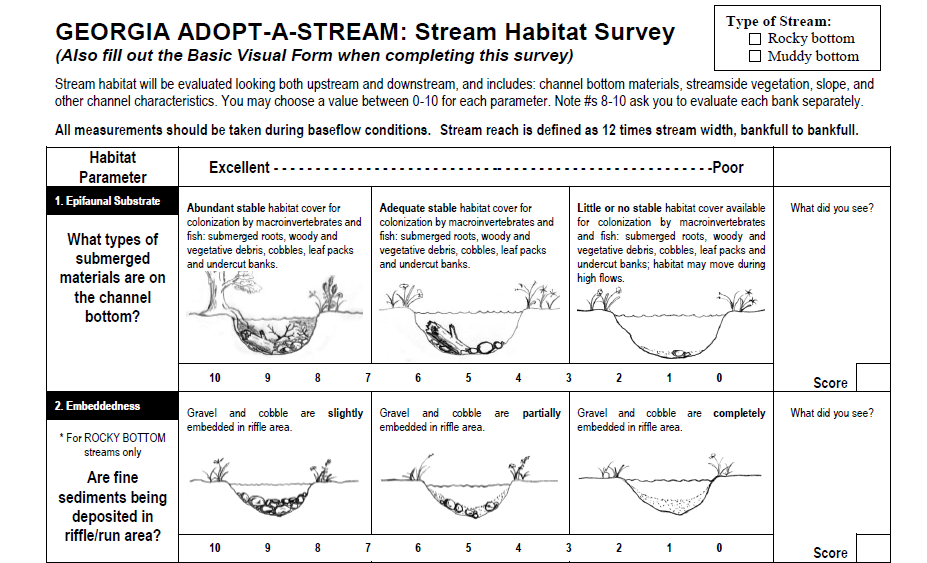 GEORGIA ADOPT-A-STREAM: Stream Habitat Survey
(Also fill out the Basic Visual Form when completing this survey)
Type of Stream:
Rocky bottom
Muddy bottom
Stream habitat will be evaluated looking both upstream and downstream, and includes: channel bottom materials, streamside vegetation, slope, and
other channel characteristics. You may choose a value between 0-10 for each parameter. Note #s 8-10 ask you to evaluate each bank separately.
All measurements should be taken during baseflow conditions. Stream reach is defined as 12 times stream width, bankfull to bankfull.
Habitat
Parameter
Excellent - - - - - - - - - - - - - - - - - - - - - - - - - - -- - - - - - - - - - - - - - - - - - - - - - - - - - -Poor
1. Epifaunal Substrate
What types of
submerged
materials are on
the channel
bottom?
Abundant stable habitat cover for
colonization by macroinvertebrates and
fish: submerged roots, woody and
vegetative debris, cobbles, leaf packs
and undercut banks.
Adequate stable habitat cover for
colonization by macroinvertebrates and
fish: submerged roots, woody and
vegetative debris, cobbles, leaf packs
and undercut banks.
Little or no stable habitat cover available
for colonization by macroinvertebrates
and fish: submerged roots, woody and
vegetative debris, cobbles, leaf packs and
undercut banks; habitat may move during
high flows.
What did you see?
10 9 8 7 6 5 4 3 2 1 0
Score
2. Embeddedness
* For ROCKY BOTTOM
streams only
Are fine
sediments being
deposited in
riffle/run area?
Gravel and cobble are slightly
embedded in riffle area.
Gravel and cobble are partially
embedded in riffle area.
Gravel and cobble are completely
embedded in riffle area.
What did you see?
10 9 8 7 6 5 4 3 2 1 0
Score